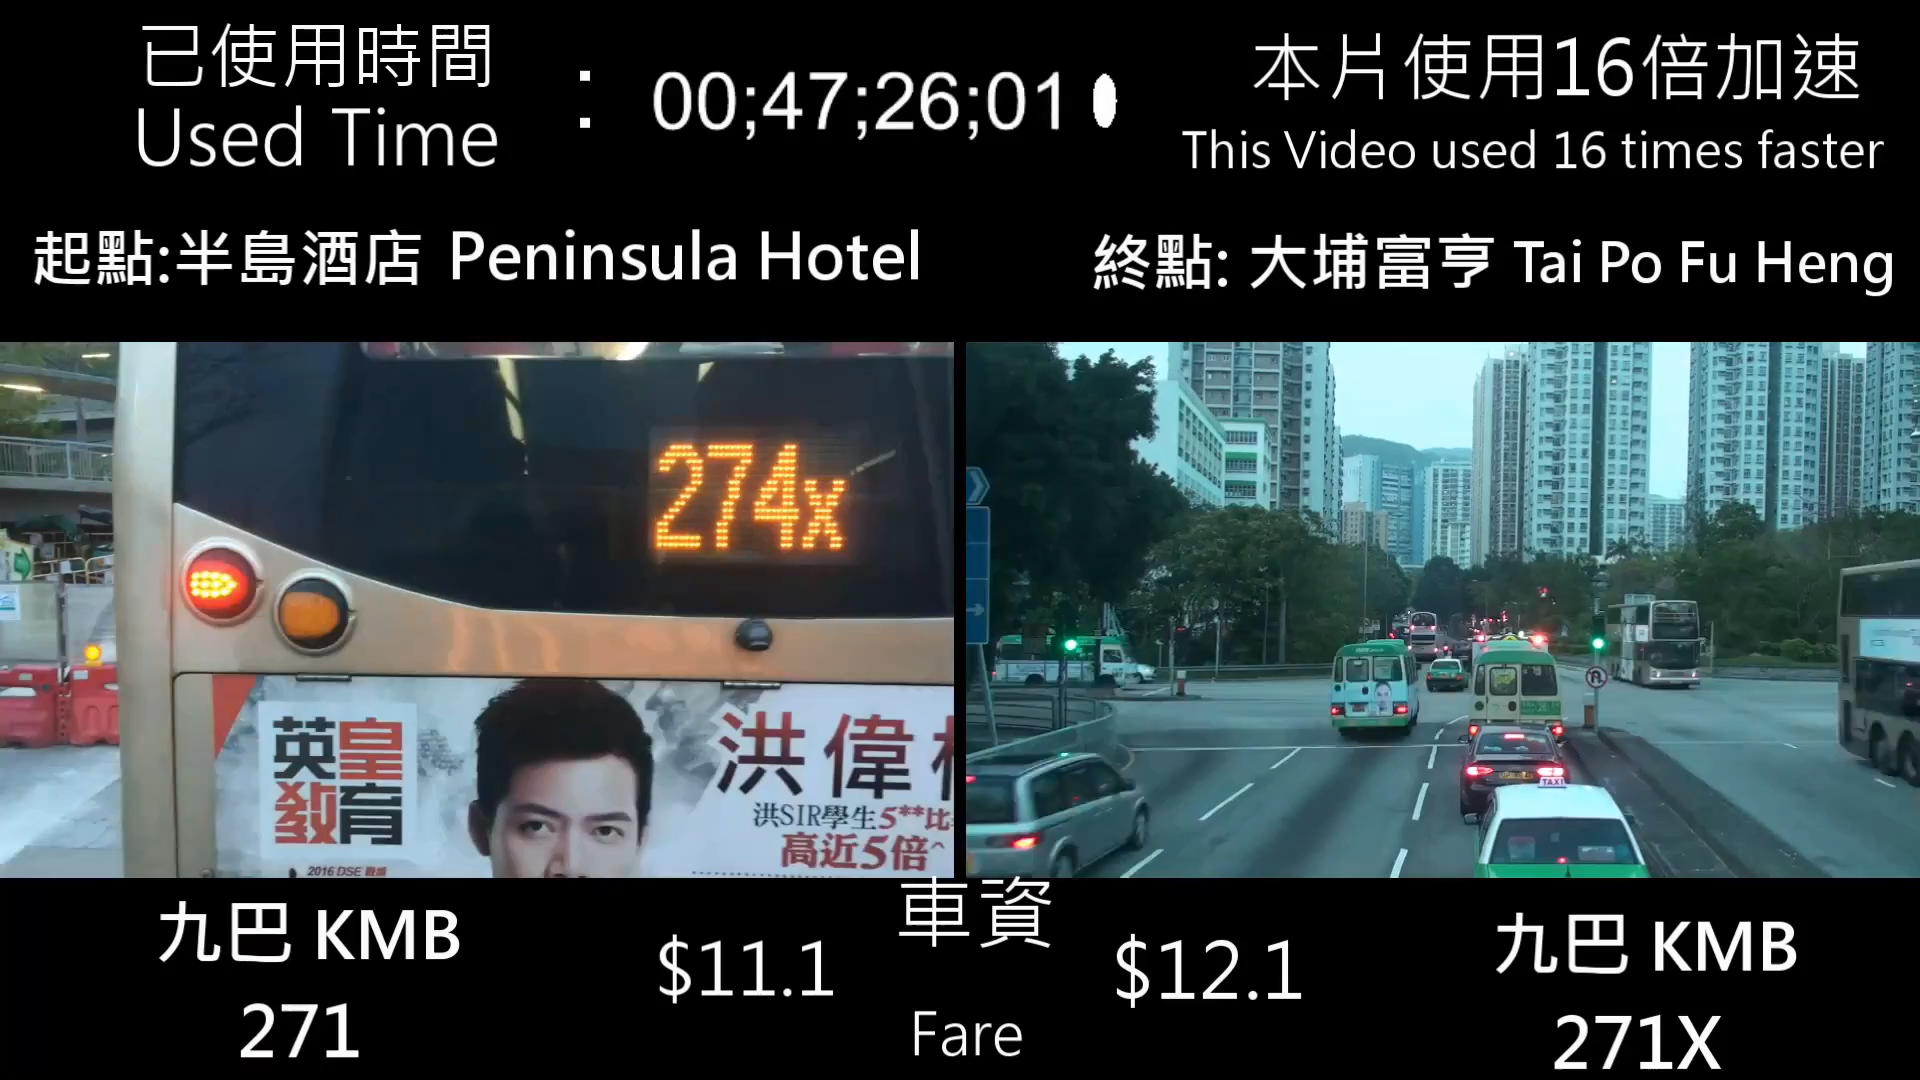 已使用時間
Used Time
:
00;47;26;01
本片使用16倍加速
This Video used 16 times faster
起點:半島酒店 Peninsula Hotel
終點: 大埔富亨 Tai Po Fu Heng
274x
英皇
教育
洪偉
洪SIR學生5**比
高近5倍^
2016 DSE
TAXI
九巴 KMB
271
$11.1
車資
Fare
$12.1
九巴 KMB
271X